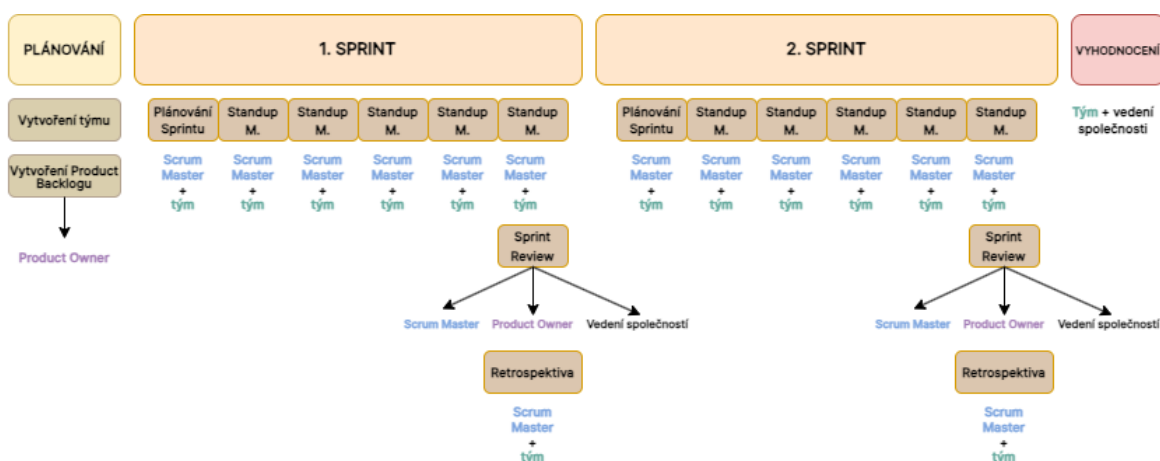 PLÁNOVÁNÍ
1. SPRINT
2. SPRINT
VYHODNOCENÍ
Vytvoření týmu
Plánování
Sprintu
Standup
M.
Standup
M.
Standup
M.
Standup
M.
Standup
M.
Plánování
Sprintu
Standup
M.
Standup
M.
Standup
M.
Standup
M.
Standup
M.
Tým + vedení
společnosti
Vytvoření Product
Backlogu
Scrum
Master
+
tým
Scrum
Master
+
tým
Scrum
Master
+
tým
Scrum
Master
+
tým
Scrum
Master
+
tým
Scrum
Master
+
tým
Scrum
Master
+
tým
Scrum
Master
+
tým
Scrum
Master
+
tým
Scrum
Master
+
tým
Scrum
Master
+
tým
Scrum
Master
+
tým
Product Owner
Sprint
Review
Sprint
Review
Scrum Master
Product Owner
Vedení společností
Scrum Master
Product Owner
Vedení společností
Retrospektiva
Retrospektiva
Scrum
Master
+
tým
Scrum
Master
+
tým